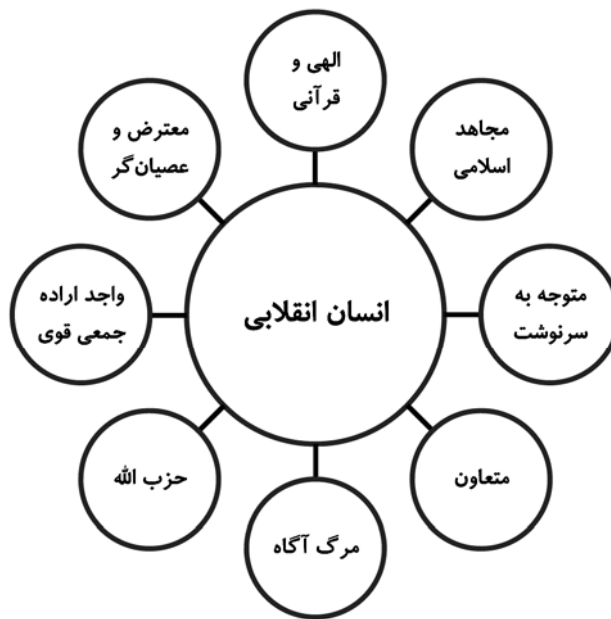 الهی و
قرآنی
مجاهد
اسلامی
متوجه به
سرنوشت
متعاون
مرگ آگاه
حزب الله
واجد اراده
جمعی قوی
معترض و
عصیان‌گر
انسان انقلابی